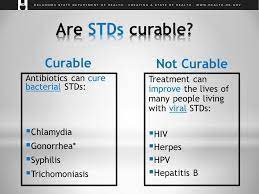 OKLAHOMA STATE DEPARTMENT OF HEALTH · CREATING A STATE OF HEALTH · WWW.HEALTH.OK.GOV
Are STDs curable?
Curable
Antibiotics can cure
bacterial STDs:
Chlamydia
Gonorrhea*
Syphilis
Trichomoniasis
Not Curable
Treatment can
improve the lives of
many people living
with viral STDs:
HIV
Herpes
HPV
Hepatitis B